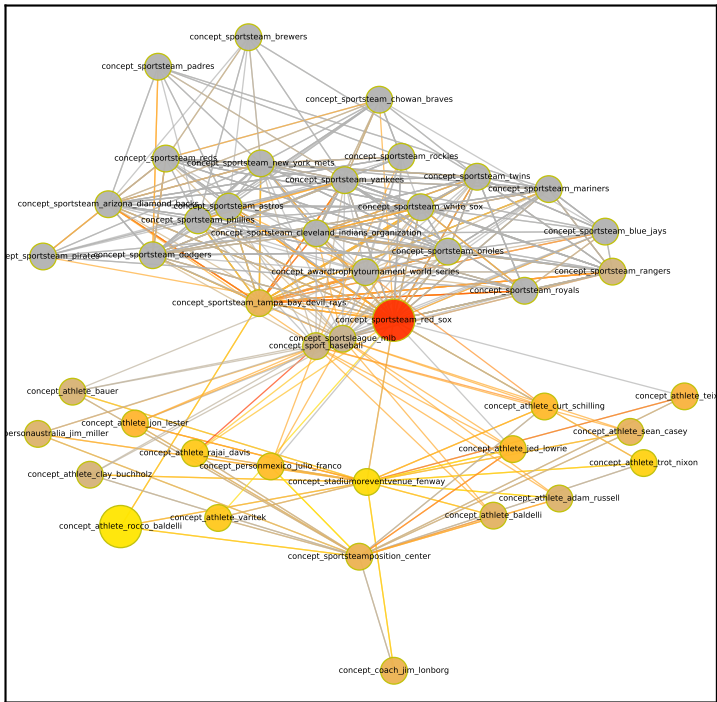 concept_sportsteam_brewers
concept_sportsteam_padres
concept_sportsteam_chowan_braves
concept_sportsteam_reds
concept_sportsteam_new_york_mets
concept_sportsteam_rockies
concept_sportsteam_yankees
concept_sportsteam_twins
concept_sportsteam_mariners
concept_sportsteam_arizona_diamond_backs
concept_sportsteam_astros
concept_sportsteam_white_sox
concept_sportsteam_phillies
concept_sportsteam_cleveland_indians_organization
concept_sportsteam_blue_jays
concept_sportsteam_orioles
cept_sportsteam_pirates
concept_sportsteam_dodgers
concept_awardtrophytournament_world_series
concept_sportsteam_rangers
concept_sportsteam_royals
concept_sportsteam_tampa_bay_devil_rays
concept_sportsteam_red_sox
concept_sportsleague_mlb
concept_sport_baseball
concept_athlete_bauer
concept_athlete_teix
concept_athlete_curt_schilling
concept_athlete_jon_lester
personaustralia_jim_miller
concept_athlete_sean_casey
concept_athlete_rajai_davis
concept_athlete_jed_lowrie
concept_personmexico_julio_franco
concept_athlete_trot_nixon
concept_athlete_clay_buchholz
concept_stadiumoreventvenue_fenway
concept_athlete_adam_russell
concept_athlete_varitek
concept_athlete_baldelli
concept_athlete_rocco_baldelli
concept_sportsteamposition_center
concept_coach_jim_lonborg